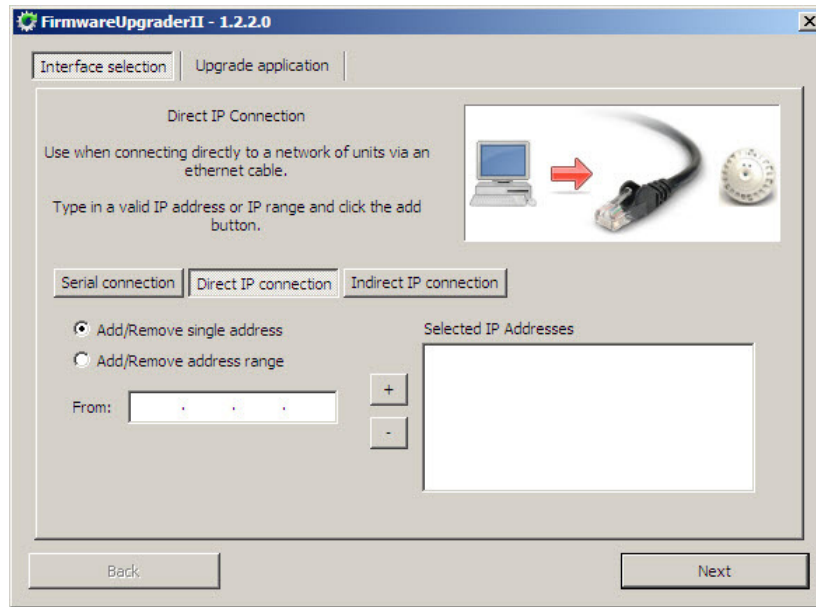 FirmwareUpgraderII - 1.2.2.0
Interface selection
Upgrade application
Direct IP Connection
Use when connecting directly to a network of units via an
ethernet cable.
Type in a valid IP address or IP range and click the add
button.
Serial connection
Direct IP connection
Indirect IP connection
Add/Remove single address
Selected IP Addresses
Add/Remove address range
From: . . .
+
-
Back
Next